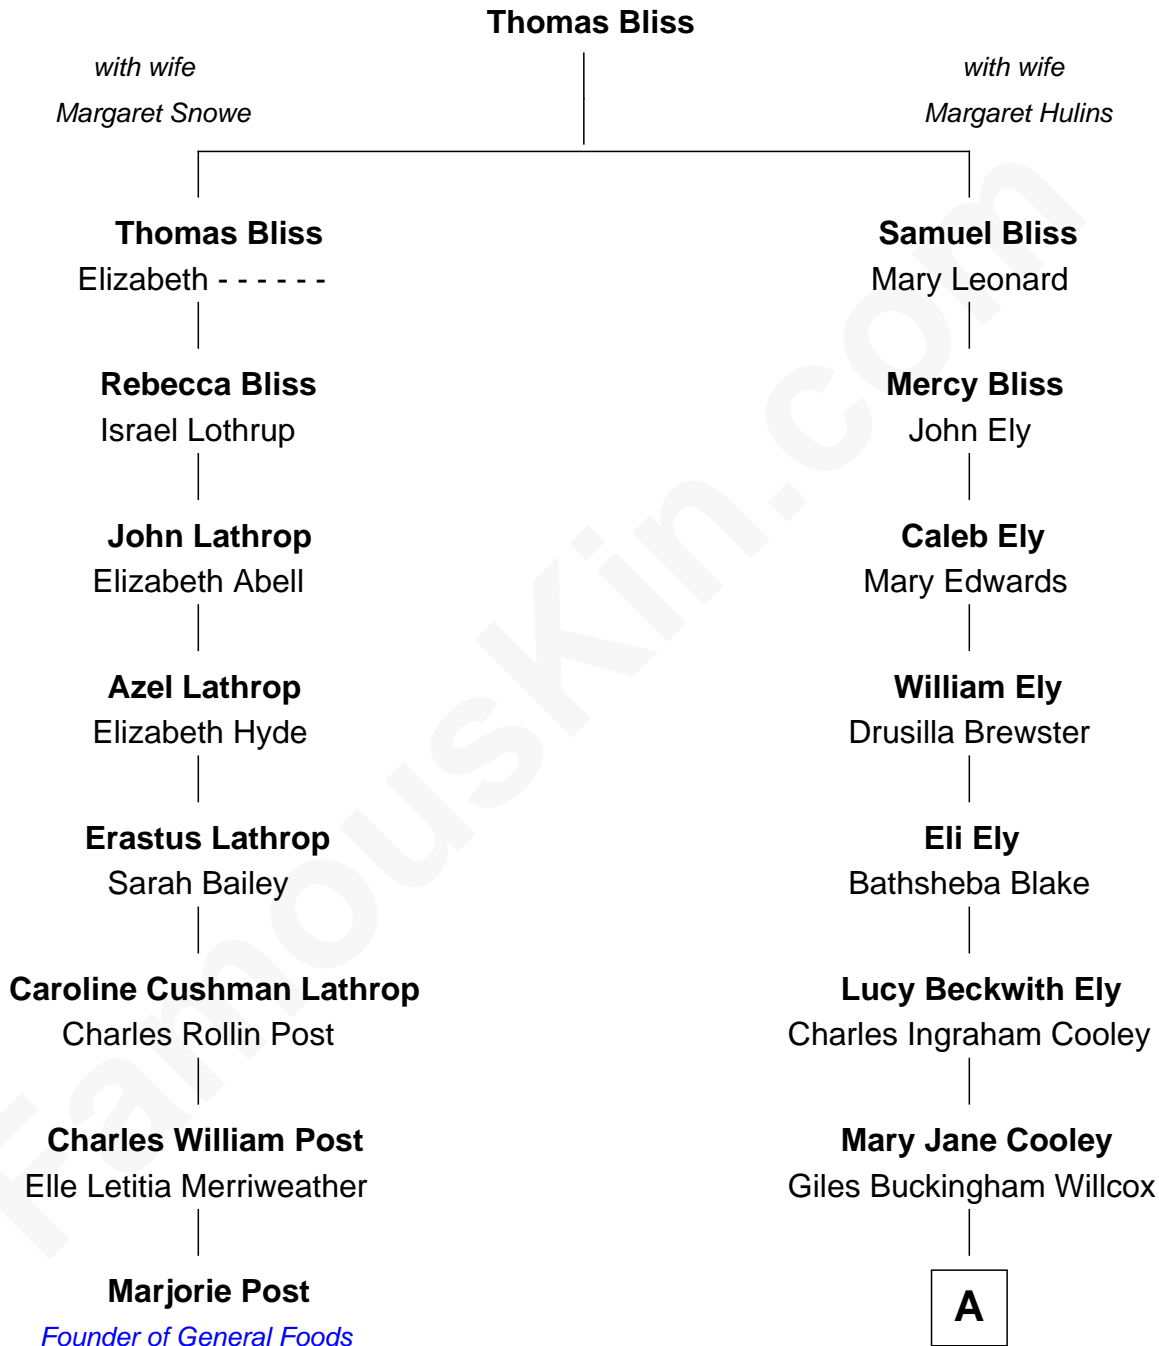 Thomas Bliss
with wife
Margaret Snowe
with wife
Margaret Hulins
Thomas Bliss
Elizabeth - - - - - -
Samuel Bliss
Mary Leonard
Rebecca Bliss
Israel Lothrup
Mercy Bliss
John Ely
John Lathrop
Elizabeth Abell
Caleb Ely
Mary Edwards
Azel Lathrop
Elizabeth Hyde
William Ely
Drusilla Brewster
Erastus Lathrop
Sarah Bailey
Eli Ely
Bathsheba Blake
Caroline Cushman Lathrop
Charles Rollin Post
Lucy Beckwith Ely
Charles Ingraham Cooley
Charles William Post
Elle Letitia Merriweather
Mary Jane Cooley
Giles Buckingham Willcox
Marjorie Post
Founder of General Foods
A
FamousKin.com